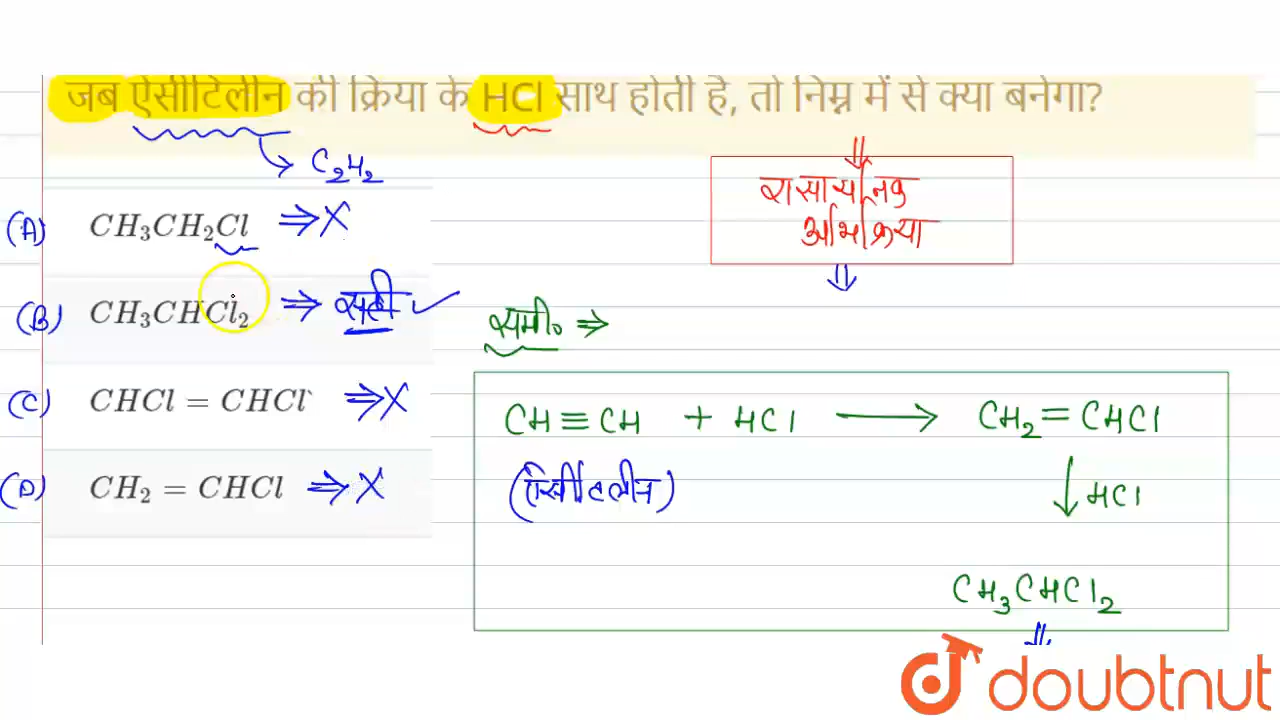 जब ऐसीटिलीन की क्रिया के HCl साथ होती है, तो निम्न में से क्या बनेगा?
C₂H₂
रासायनिक
अभिक्रिया
(A) CH₃CH₂Cl ⇒ X
(B) CH₃CHCl₂ ⇒ सही ✓
समी० ⇒
(C) CHCl = CHCl ⇒ X
CH ≡ CH + HCl ⟶ CH₂ = CHCl
(D) CH₂ = CHCl ⇒ X
(ऐसीटिलीन)
↓ HCl
CH₃CHCl₂
doubtnut